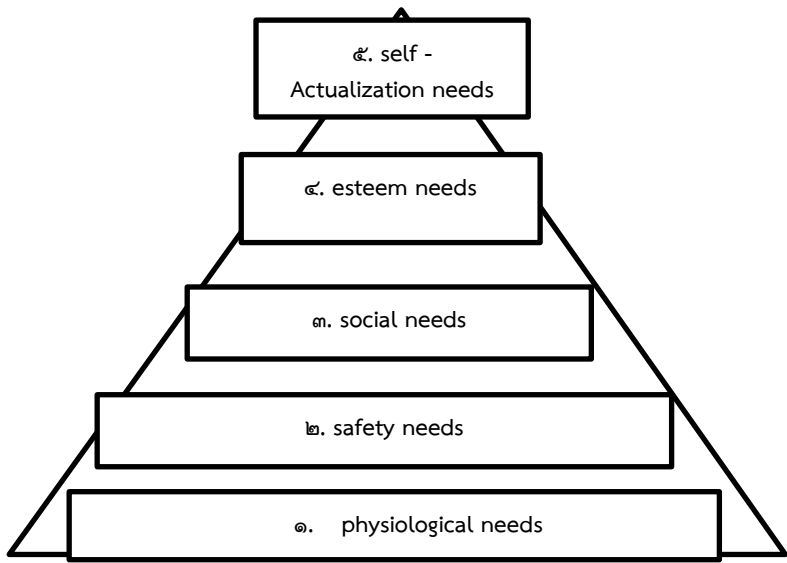 ๕. self -
Actualization needs
๔. esteem needs
๓. social needs
๒. safety needs
๑. physiological needs